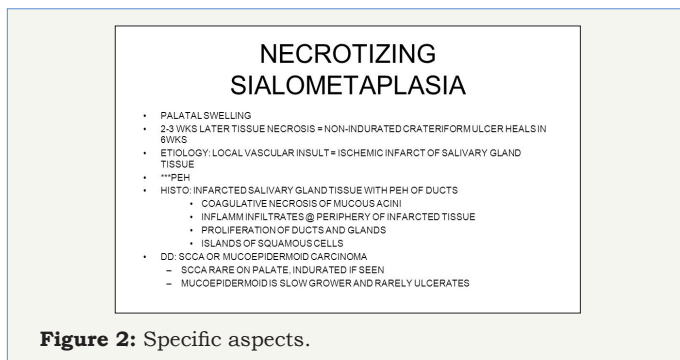 NECROTIZING
SIALOMETAPLASIA
• PALATAL SWELLING
• 2-3 WKS LATER TISSUE NECROSIS = NON-INDURATED CRATERIFORM ULCER HEALS IN
6WKS
• ETIOLOGY: LOCAL VASCULAR INSULT = ISCHEMIC INFARCT OF SALIVARY GLAND
TISSUE
• ***PEH
• HISTO: INFARCTED SALIVARY GLAND TISSUE WITH PEH OF DUCTS
• COAGULATIVE NECROSIS OF MUCOUS ACINI
• INFLAMM INFILTRATES @ PERIPHERY OF INFARCTED TISSUE
• PROLIFERATION OF DUCTS AND GLANDS
• ISLANDS OF SQUAMOUS CELLS
• DD: SCCA OR MUCOEPIDERMOID CARCINOMA
– SCCA RARE ON PALATE, INDURATED IF SEEN
– MUCOEPIDERMOID IS SLOW GROWER AND RARELY ULCERATES
Figure 2: Specific aspects.